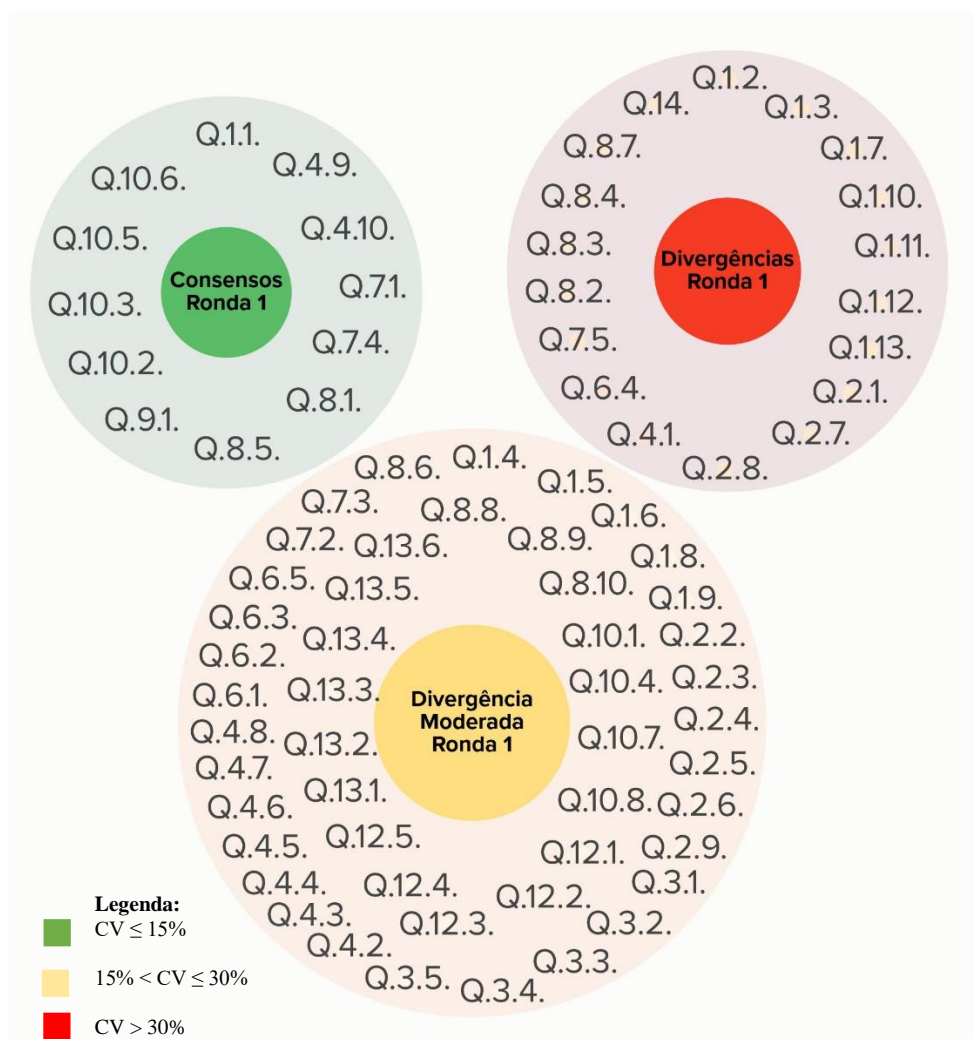 Q.1.1.
Q.4.9.
Q.4.10.
Q.7.1.
Q.7.4.
Q.8.1.
Q.8.5.
Q.9.1.
Q.10.2.
Q.10.3.
Q.10.5.
Q.10.6.
Consensos
Ronda 1
Q.1.2.
Q.1.3.
Q.1.7.
Q.1.10.
Q.1.11.
Q.1.12.
Q.1.13.
Q.2.1.
Q.2.7.
Q.2.8.
Q.4.1.
Q.6.4.
Q.7.5.
Q.8.2.
Q.8.3.
Q.8.4.
Q.8.7.
Q.14.
Divergências
Ronda 1
Q.1.4.
Q.1.5.
Q.1.6.
Q.1.8.
Q.1.9.
Q.2.2.
Q.2.3.
Q.2.4.
Q.2.5.
Q.2.6.
Q.2.9.
Q.3.1.
Q.3.2.
Q.3.3.
Q.3.4.
Q.3.5.
Q.4.2.
Q.4.3.
Q.4.4.
Q.4.5.
Q.4.6.
Q.4.7.
Q.4.8.
Q.6.1.
Q.6.2.
Q.6.3.
Q.6.5.
Q.7.2.
Q.7.3.
Q.8.6.
Q.8.8.
Q.8.9.
Q.8.10.
Q.10.1.
Q.10.4.
Q.10.7.
Q.10.8.
Q.12.1.
Q.12.2.
Q.12.3.
Q.12.4.
Q.12.5.
Q.13.1.
Q.13.2.
Q.13.3.
Q.13.4.
Q.13.5.
Q.13.6.
Divergência
Moderada
Ronda 1
Legenda:
CV ≤ 15%
15% < CV ≤ 30%
CV > 30%